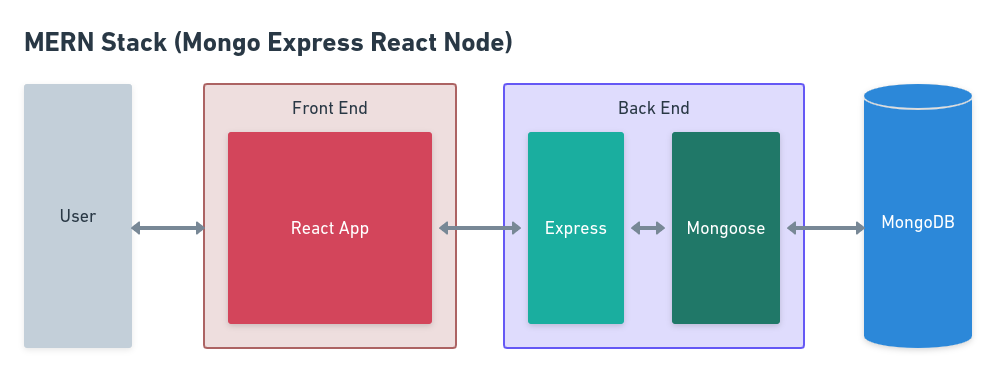 MERN Stack (Mongo Express React Node)
User
Front End
React App
Back End
Express
Mongoose
MongoDB